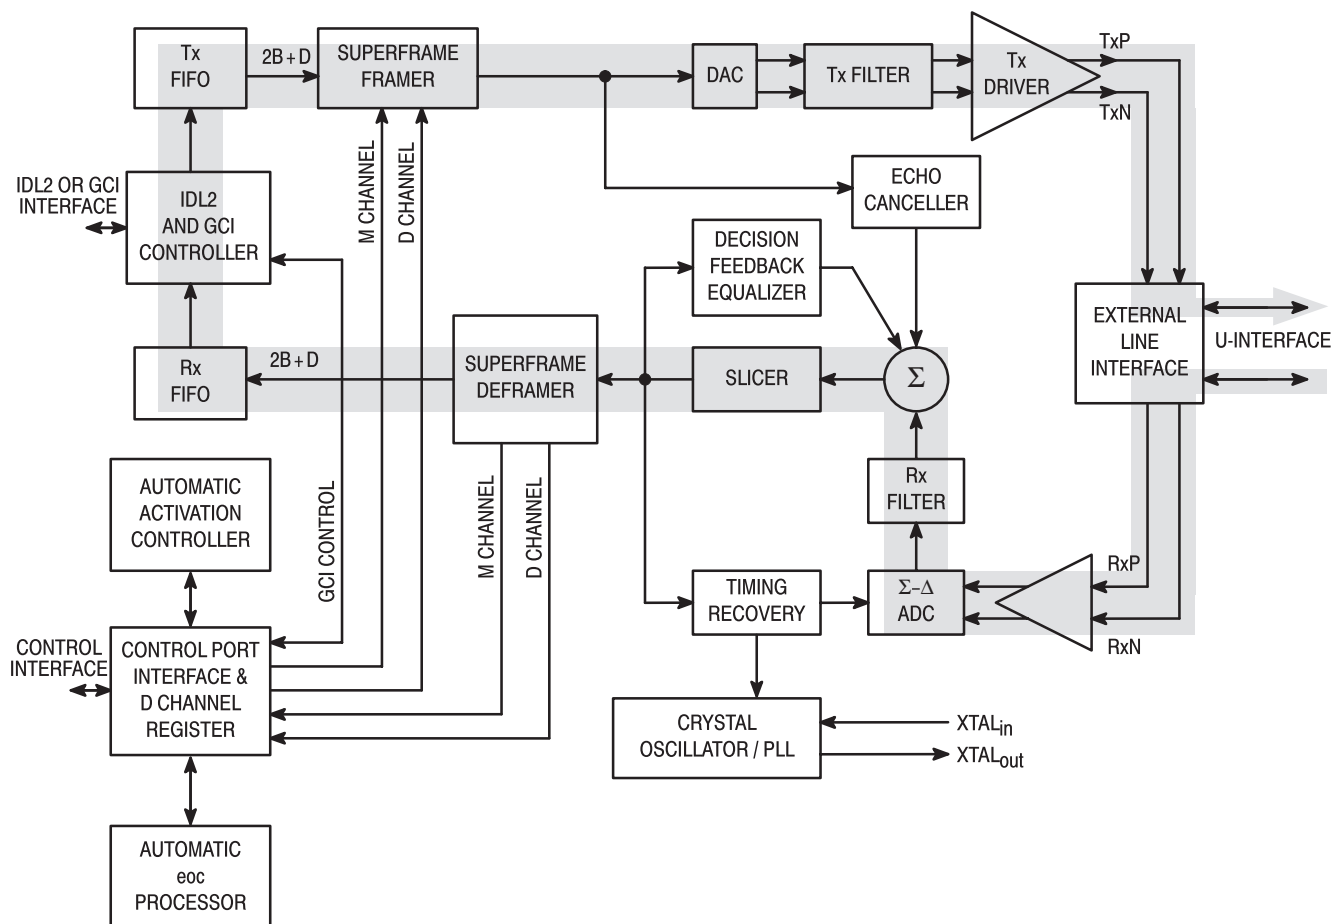 Tx
FIFO
2B+D
SUPERFRAME
FRAMER
DAC
Tx FILTER
Tx
DRIVER
TxP
TxN
IDL2 OR GCI
INTERFACE
IDL2
AND GCI
CONTROLLER
M CHANNEL
D CHANNEL
ECHO
CANCELLER
DECISION
FEEDBACK
EQUALIZER
EXTERNAL
LINE
INTERFACE
U-INTERFACE
Rx
FIFO
2B+D
SUPERFRAME
DEFRAMER
SLICER
Σ
Rx
FILTER
AUTOMATIC
ACTIVATION
CONTROLLER
GCI CONTROL
M CHANNEL
D CHANNEL
TIMING
RECOVERY
Σ–Δ
ADC
RxP
RxN
CONTROL
INTERFACE
CONTROL PORT
INTERFACE &
D CHANNEL
REGISTER
CRYSTAL
OSCILLATOR / PLL
XTALin
XTALout
AUTOMATIC
eoc
PROCESSOR